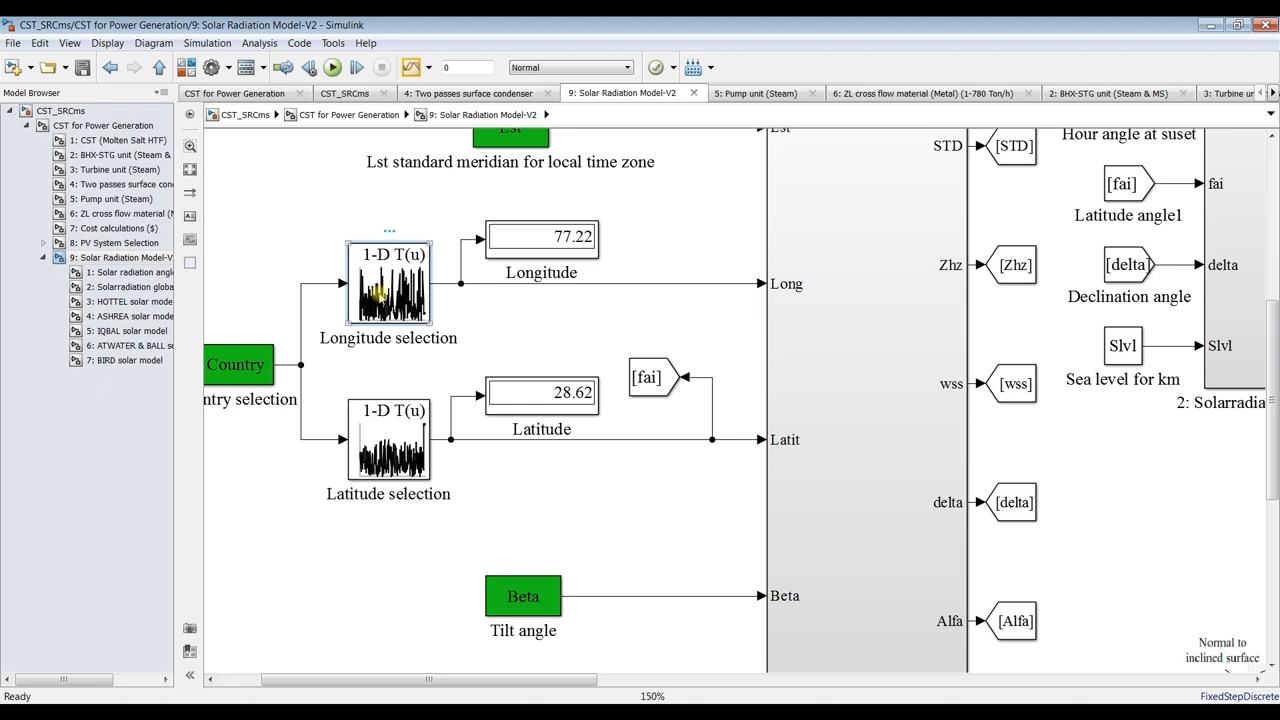 CST_SRCms/CST for Power Generation/9: Solar Radiation Model-V2 - Simulink
File Edit View Display Diagram Simulation Analysis Code Tools Help
0
Normal
Model Browser
CST for Power Generation
CST_SRCms
4: Two passes surface condenser
9: Solar Radiation Model-V2
5: Pump unit (Steam)
6: ZL cross flow material (Metal) (1-780 Ton/h)
2: BHX-STG unit (Steam & MS)
3: Turbine ur
CST_SRCms
CST for Power Generation
9: Solar Radiation Model-V2
CST_SRCms
CST for Power Generation
1: CST (Molten Salt HTF)
2: BHX-STG unit (Steam &
3: Turbine unit (Steam)
4: Two passes surface con
5: Pump unit (Steam)
6: ZL cross flow material (M
7: Cost calculations ($)
8: PV System Selection
9: Solar Radiation Model-V
1: Solar radiation angle
2: Solarradiation globa
3: HOTTEL solar mode
4: ASHREA solar mode
5: IQBAL solar model
6: ATWATER & BALL so
7: BIRD solar model
Lst
Lst standard meridian for local time zone
Lst
STD
[STD]
Hour angle at suset
[fai]
fai
Latitude angle1
1-D T(u)
77.22
Longitude
Longitude selection
Long
Zhz
[Zhz]
[delta]
delta
Declination angle
Country
ntry selection
[fai]
Slvl
Slvl
Sea level for km
28.62
Latitude
wss
[wss]
2: Solarradia
1-D T(u)
Latitude selection
Latit
delta
[delta]
Beta
Tilt angle
Beta
Alfa
[Alfa]
Normal to
inclined surface
Ready
150%
FixedStepDiscrete